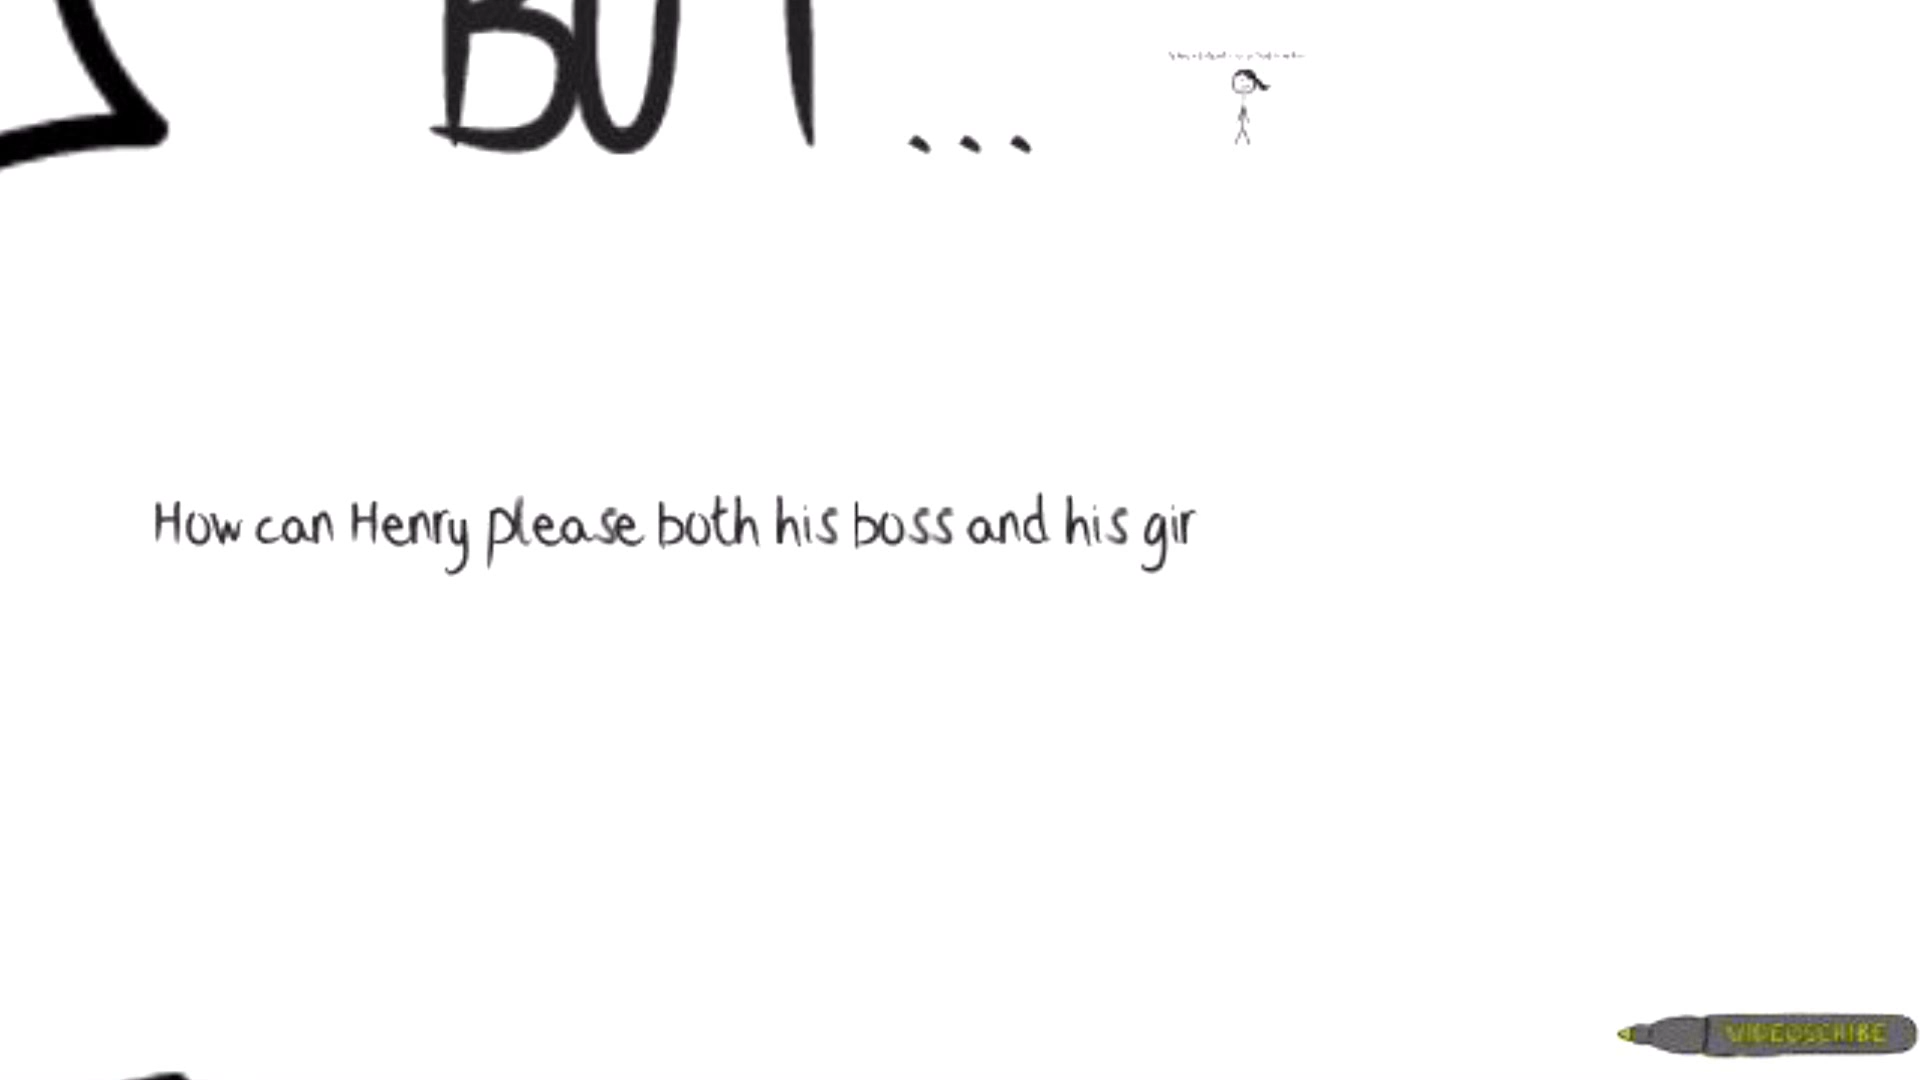 BUT...
How can Henry please both his boss and his gir
VIDEOSCRIBE